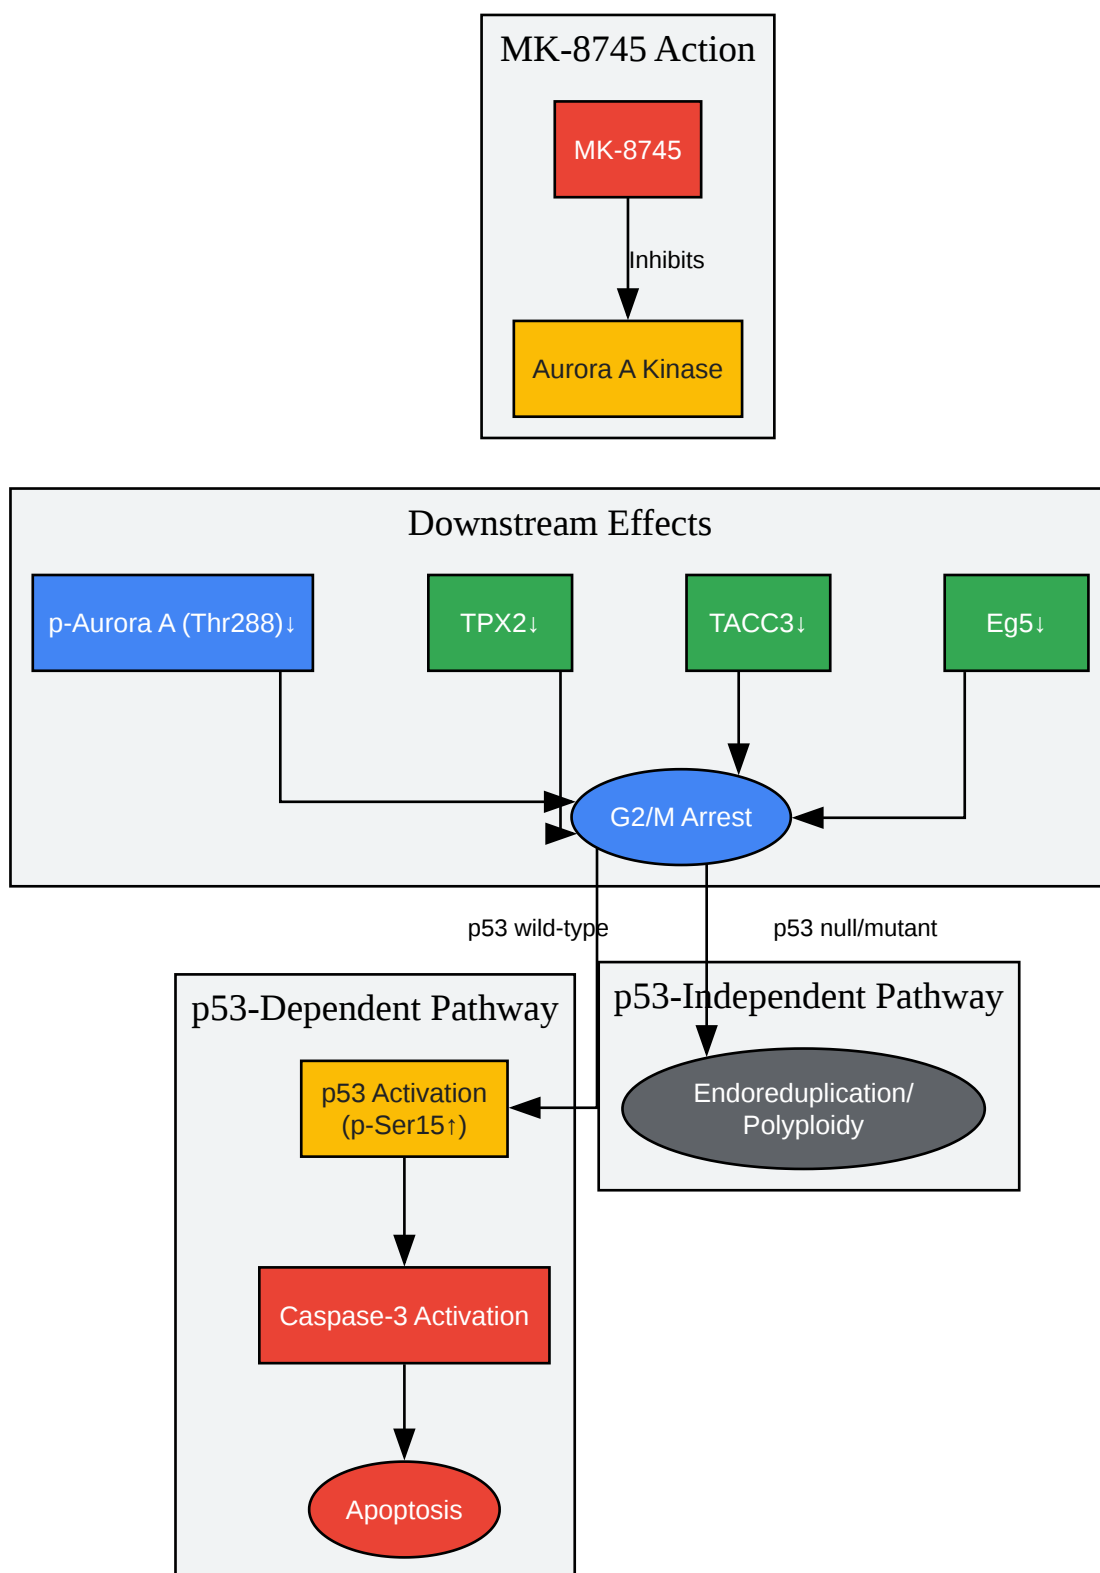 MK-8745 Action
MK-8745
Inhibits
Aurora A Kinase
Downstream Effects
p-Aurora A (Thr288)↓
TPX2↓
TACC3↓
Eg5↓
G2/M Arrest
p53 wild-type
p53 null/mutant
p53-Dependent Pathway
p53-Independent Pathway
p53 Activation
(p-Ser15↑)
Endoreduplication/
Polyploidy
Caspase-3 Activation
Apoptosis